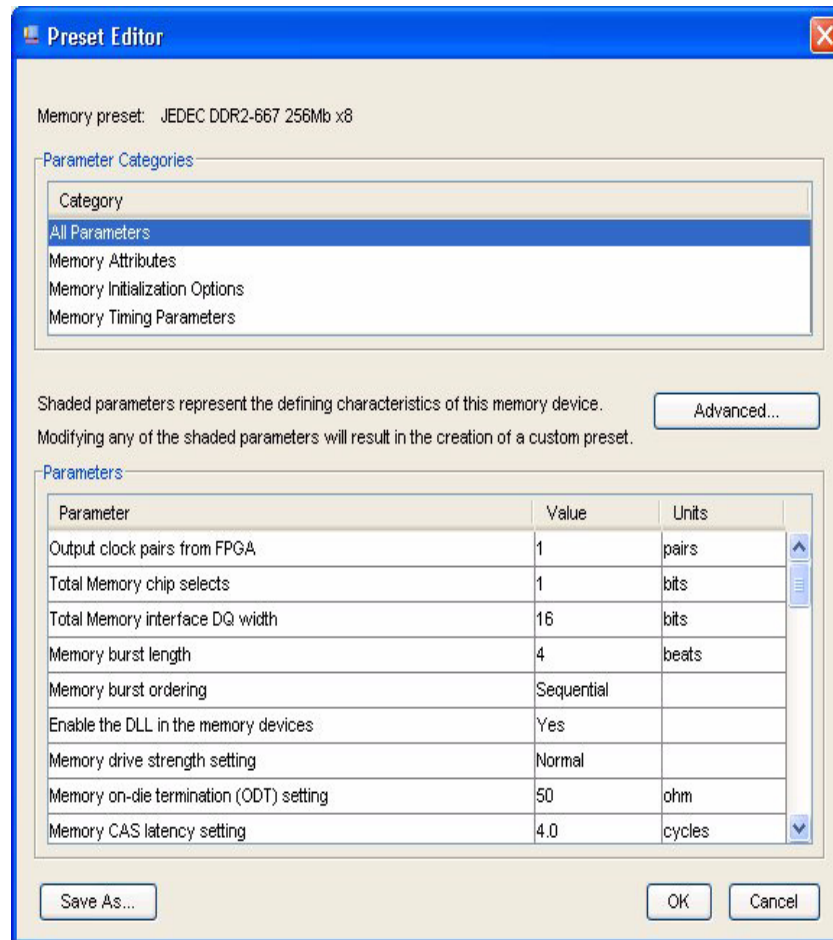 Preset Editor
Memory preset: JEDEC DDR2-667 256Mb x8
Parameter Categories
Category
All Parameters
Memory Attributes
Memory Initialization Options
Memory Timing Parameters
Shaded parameters represent the defining characteristics of this memory device.
Modifying any of the shaded parameters will result in the creation of a custom preset.
Advanced...
Parameters
Parameter Value Units
Output clock pairs from FPGA 1 pairs
Total Memory chip selects 1 bits
Total Memory interface DQ width 16 bits
Memory burst length 4 beats
Memory burst ordering Sequential
Enable the DLL in the memory devices Yes
Memory drive strength setting Normal
Memory on-die termination (ODT) setting 50 ohm
Memory CAS latency setting 4.0 cycles
Save As... OK Cancel